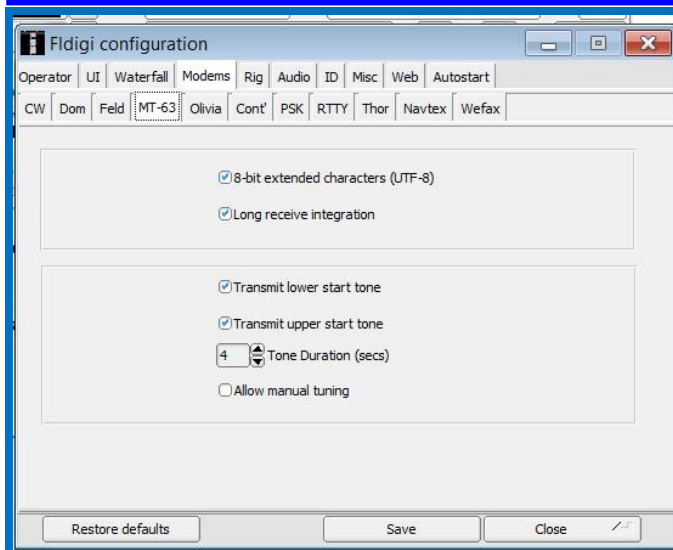 Fldigi configuration
Operator UI Waterfall Modems Rig Audio ID Misc Web Autostart
CW Dom Feld MT-63 Olivia Cont' PSK RTTY Thor Navtex Wefax
8-bit extended characters (UTF-8)
Long receive integration
Transmit lower start tone
Transmit upper start tone
4 Tone Duration (secs)
Allow manual tuning
Restore defaults Save Close